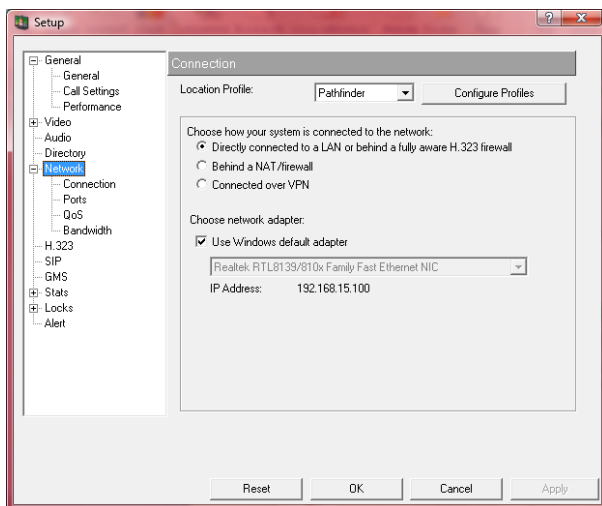 Setup
General
General
Call Settings
Performance
Video
Audio
Directory
Network
Connection
Ports
QoS
Bandwidth
H.323
SIP
GMS
Stats
Locks
Alert
Connection
Location Profile: Pathfinder Configure Profiles
Choose how your system is connected to the network:
Directly connected to a LAN or behind a fully aware H.323 firewall
Behind a NAT/firewall
Connected over VPN
Choose network adapter:
Use Windows default adapter
Realtek RTL8139/810x Family Fast Ethernet NIC
IP Address: 192.168.15.100
Reset OK Cancel Apply